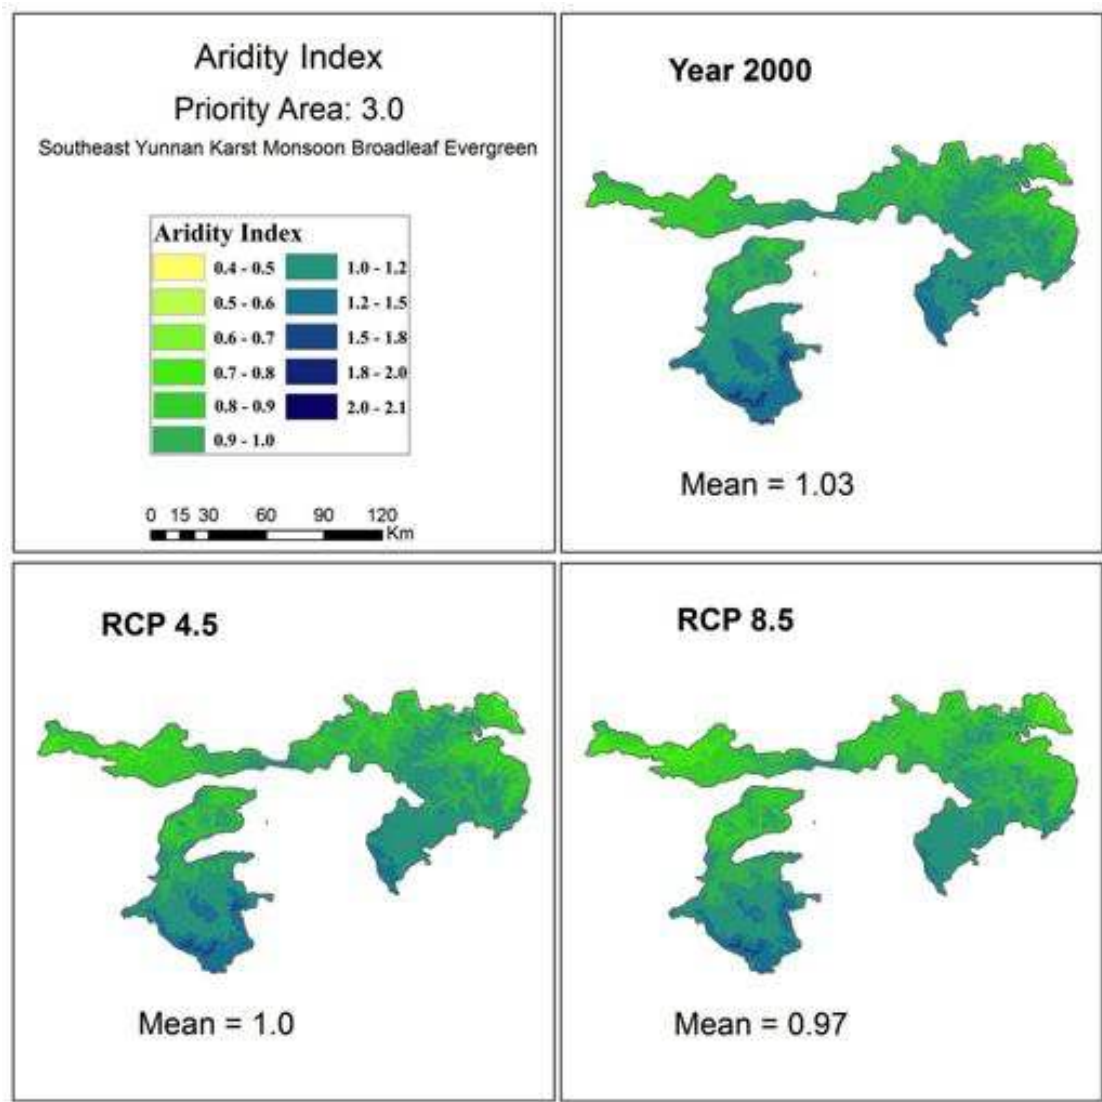 Aridity Index
Priority Area: 3.0
Southeast Yunnan Karst Monsoon Broadleaf Evergreen
Aridity Index
0.4 - 0.5
0.5 - 0.6
0.6 - 0.7
0.7 - 0.8
0.8 - 0.9
0.9 - 1.0
1.0 - 1.2
1.2 - 1.5
1.5 - 1.8
1.8 - 2.0
2.0 - 2.1
0 15 30 60 90 120
Km
Year 2000
Mean = 1.03
RCP 4.5
Mean = 1.0
RCP 8.5
Mean = 0.97